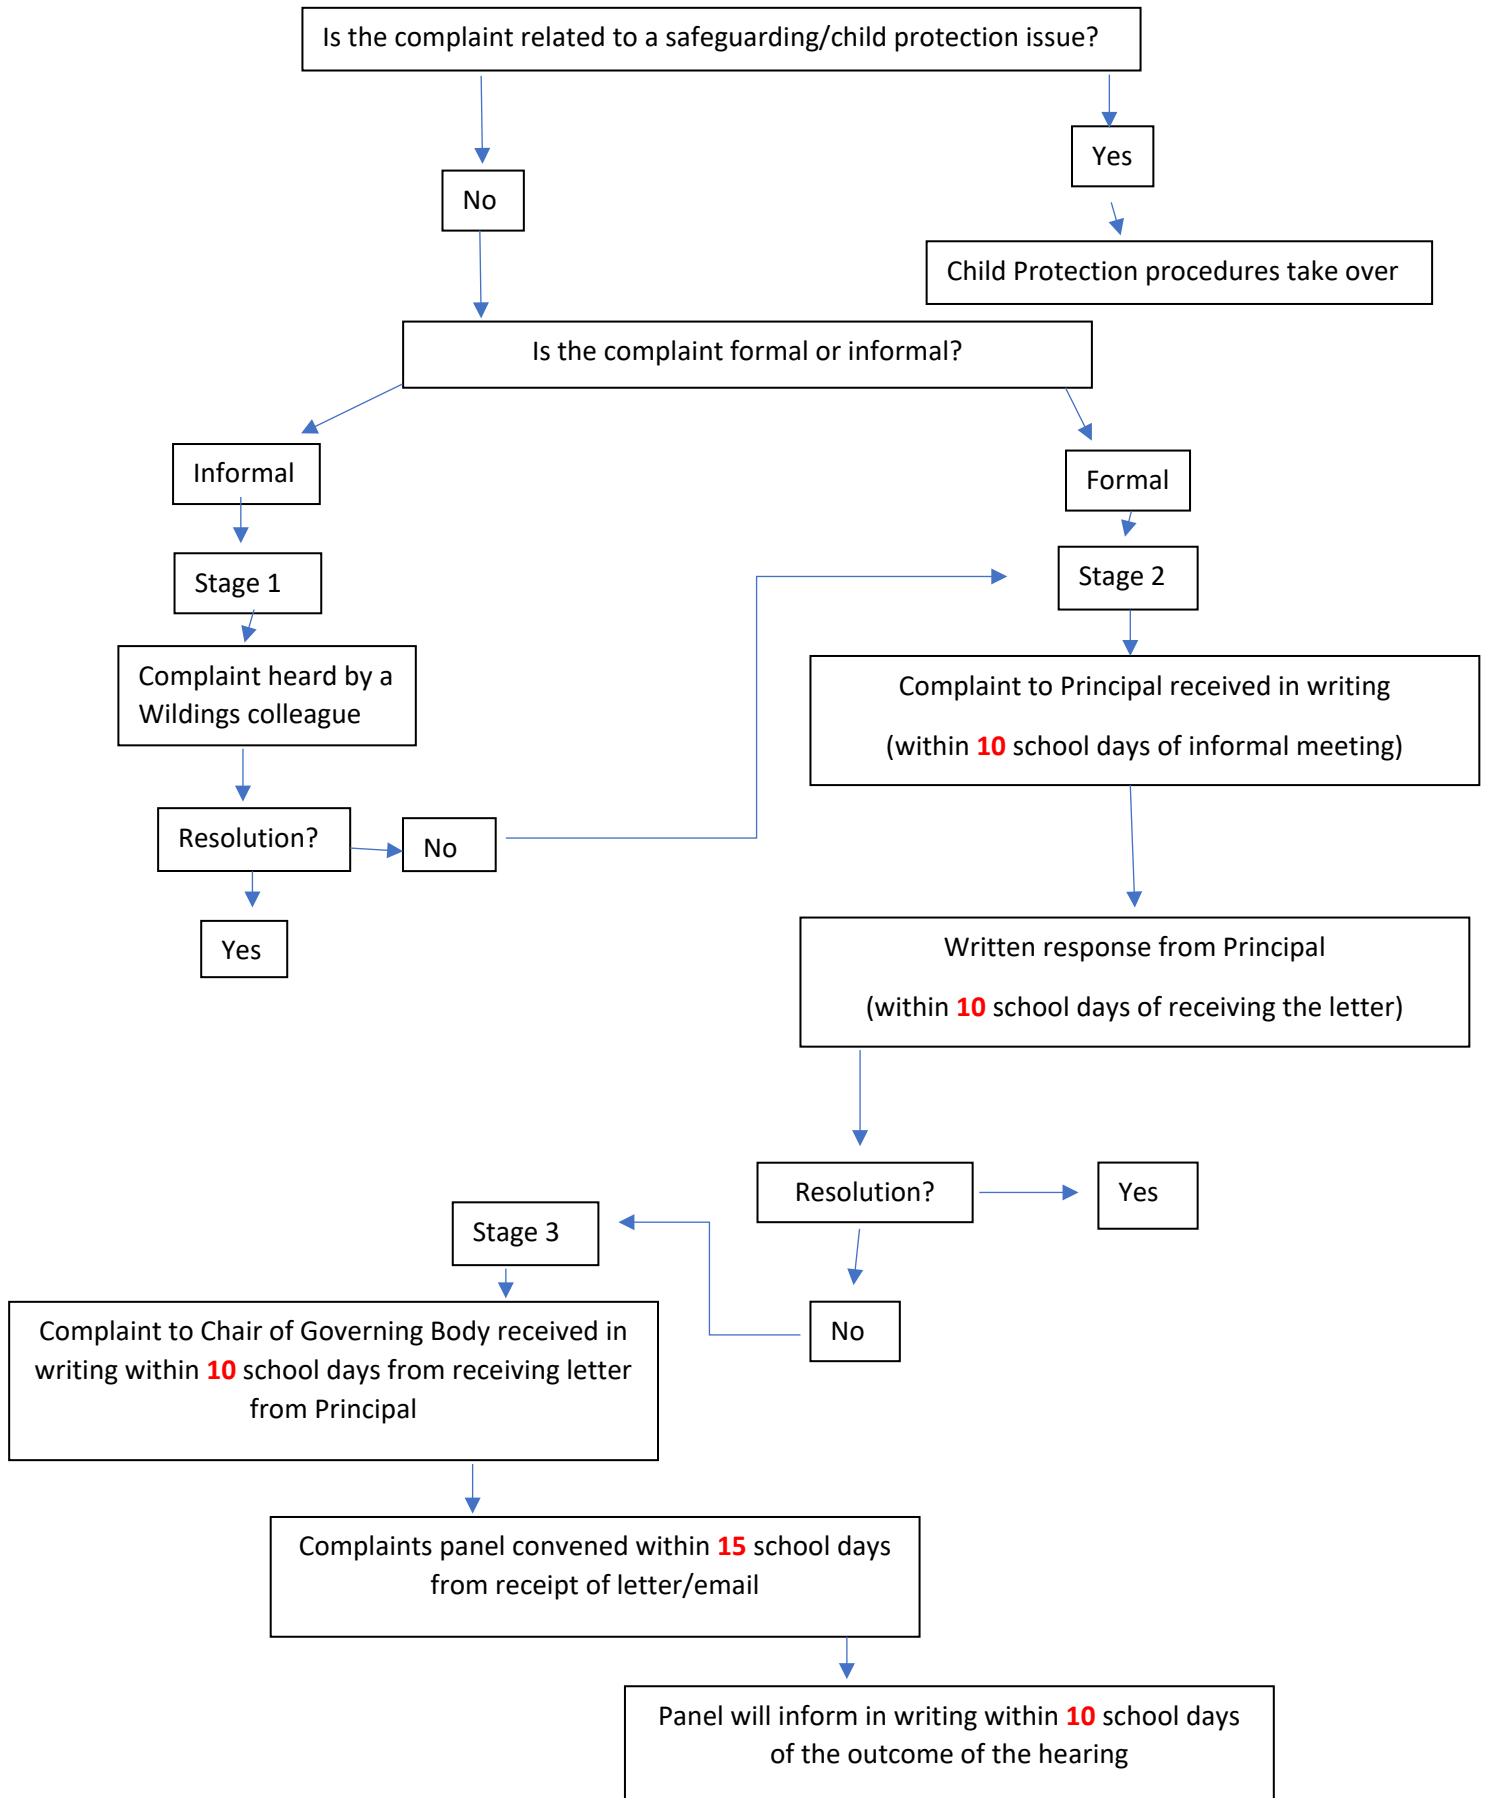 Is the complaint related to a safeguarding/child protection issue?
Yes
No
Child Protection procedures take over
Is the complaint formal or informal?
Informal
Formal
Stage 1
Stage 2
Complaint heard by a
Wildings colleague
Complaint to Principal received in writing
(within 10 school days of informal meeting)
Resolution?
No
Yes
Written response from Principal
(within 10 school days of receiving the letter)
Resolution?
Yes
Stage 3
No
Complaint to Chair of Governing Body received in
writing within 10 school days from receiving letter
from Principal
Complaints panel convened within 15 school days
from receipt of letter/email
Panel will inform in writing within 10 school days
of the outcome of the hearing